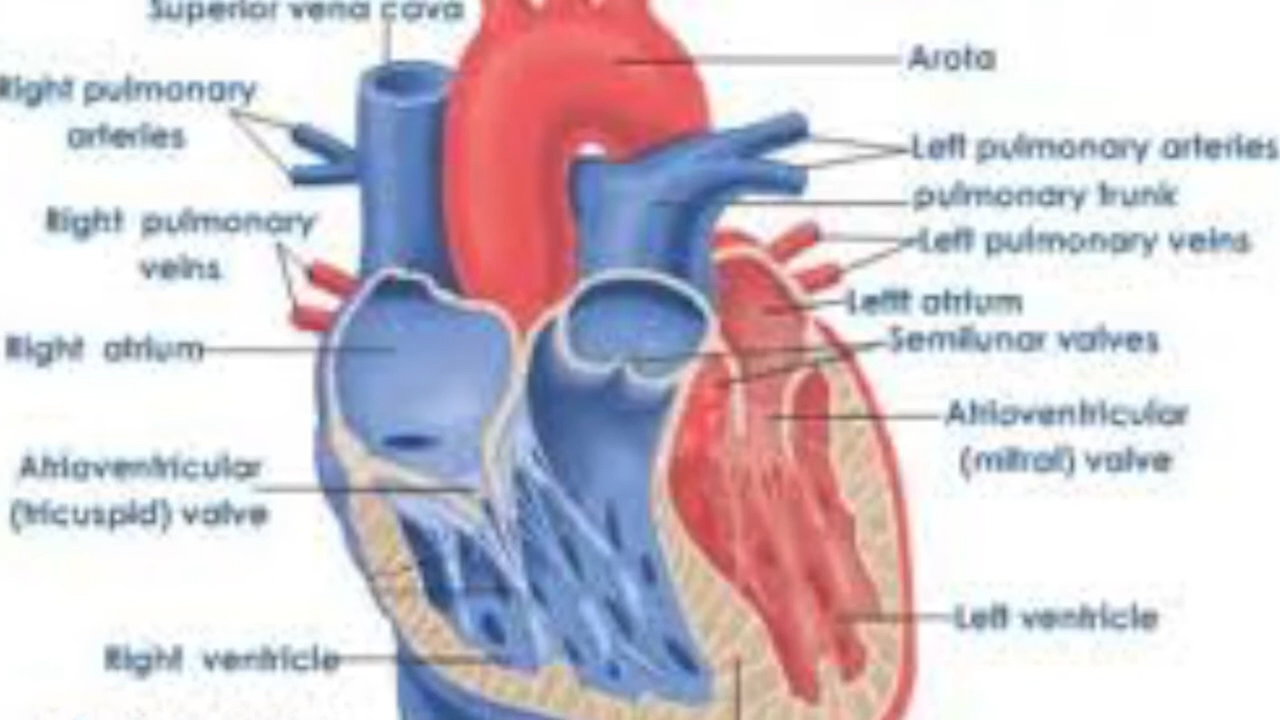 Superior vena cava
Right pulmonary
arteries
Right pulmonary
veins
Right atrium
Atrioventricular
(tricuspid) valve
Right ventricle
Arota
Left pulmonary arteries
pulmonary trunk
Left pulmonary veins
Leftt atrium
Semilunar valves
Atrioventricular
(mitral) valve
Left ventricle